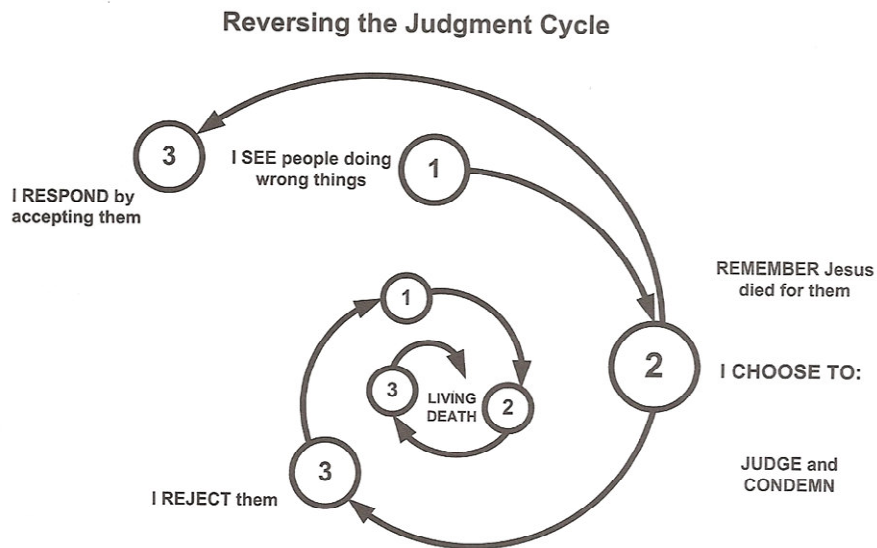 Reversing the Judgment Cycle
3
I SEE people doing
wrong things
1
I RESPOND by
accepting them
REMEMBER Jesus
died for them
2
I CHOOSE TO:
JUDGE and
CONDEMN
3
I REJECT them
1
2
3
LIVING
DEATH